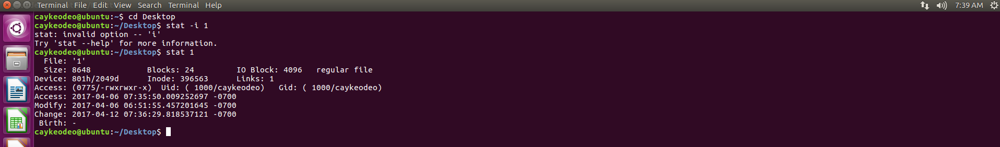 Terminal File Edit View Search Terminal Help 7:39 AM
caykeodeo@ubuntu:~$ cd Desktop
caykeodeo@ubuntu:~/Desktop$ stat -i 1
stat: invalid option -- 'i'
Try 'stat --help' for more information.
caykeodeo@ubuntu:~/Desktop$ stat 1
  File: '1'
  Size: 8648            Blocks: 24         IO Block: 4096   regular file
Device: 801h/2049d      Inode: 396563      Links: 1
Access: (0775/-rwxrwxr-x)  Uid: ( 1000/caykeodeo)   Gid: ( 1000/caykeodeo)
Access: 2017-04-06 07:35:50.009252697 -0700
Modify: 2017-04-06 06:51:55.457201645 -0700
Change: 2017-04-12 07:36:29.818537121 -0700
 Birth: -
caykeodeo@ubuntu:~/Desktop$